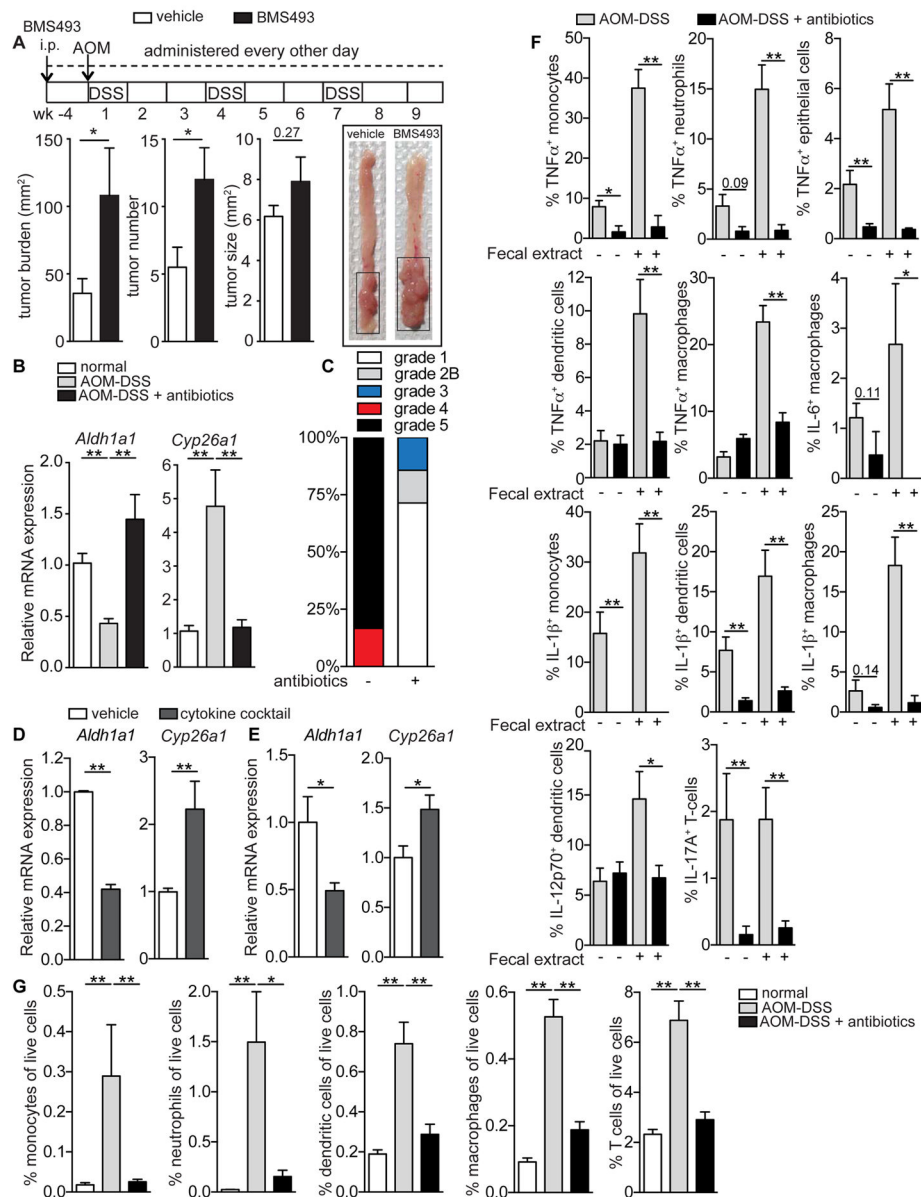 vehicle BMS493
A
BMS493
i.p. AOM administered every other day
DSS DSS DSS
wk -4 1 2 3 4 5 6 7 8 9
tumor burden (mm²)
150
100
50
0
*
tumor number
15
10
5
0
*
tumor size (mm²)
10
8
6
4
2
0
0.27
vehicle BMS493
B
normal
AOM-DSS
AOM-DSS + antibiotics
Relative mRNA expression
Aldh1a1
2.0
1.5
1.0
0.5
0.0
** **
Cyp26a1
6
5
4
3
2
1
0
** **
C
grade 1
grade 2B
grade 3
grade 4
grade 5
100%
75%
50%
25%
0%
antibiotics - +
vehicle cytokine cocktail
D
Relative mRNA expression
Aldh1a1
1.2
1.0
0.8
0.6
0.4
0.2
0.0
**
Cyp26a1
3
2
1
0
**
E
Relative mRNA expression
Aldh1a1
1.5
1.0
0.5
0.0
*
Cyp26a1
2.0
1.5
1.0
0.5
0.0
*
F
AOM-DSS AOM-DSS + antibiotics
% TNFα⁺ monocytes
50
40
30
20
10
0
* **
% TNFα⁺ neutrophils
20
15
10
5
0
0.09 **
% TNFα⁺ epithelial cells
8
6
4
2
0
** **
Fecal extract - - + + - - + + - - + +
% TNFα⁺ dendritic cells
15
10
5
0
**
% TNFα⁺ macrophages
30
20
10
0
**
% IL-6⁺ macrophages
4
3
2
1
0
0.11 *
Fecal extract - - + + - - + + - - + +
% IL-1β⁺ monocytes
40
30
20
10
0
** **
% IL-1β⁺ dendritic cells
25
20
15
10
5
0
** **
% IL-1β⁺ macrophages
25
20
15
10
5
0
0.14 **
Fecal extract - - + + - - + + - - + +
% IL-12p70⁺ dendritic cells
20
15
10
5
0
*
% IL-17A⁺ T-cells
3
2
1
0
** **
Fecal extract - - + + - - + +
G
% monocytes of live cells
0.5
0.4
0.3
0.2
0.1
0.0
** **
% neutrophils of live cells
2.0
1.5
1.0
0.5
0.0
** *
% dendritic cells of live cells
1.0
0.8
0.6
0.4
0.2
0.0
** **
% macrophages of live cells
0.6
0.4
0.2
0.0
** **
% T cells of live cells
8
6
4
2
0
** **
normal
AOM-DSS
AOM-DSS + antibiotics